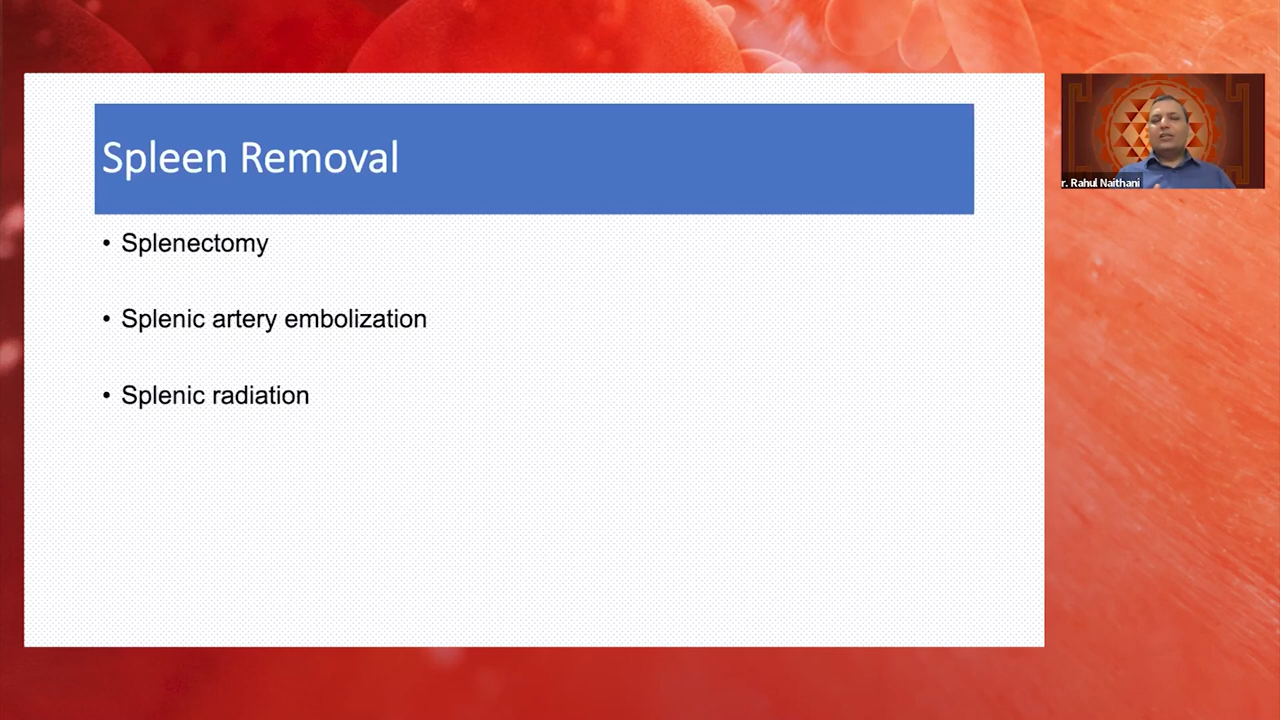 Spleen Removal
• Splenectomy
• Splenic artery embolization
• Splenic radiation
r. Rahul Naithani